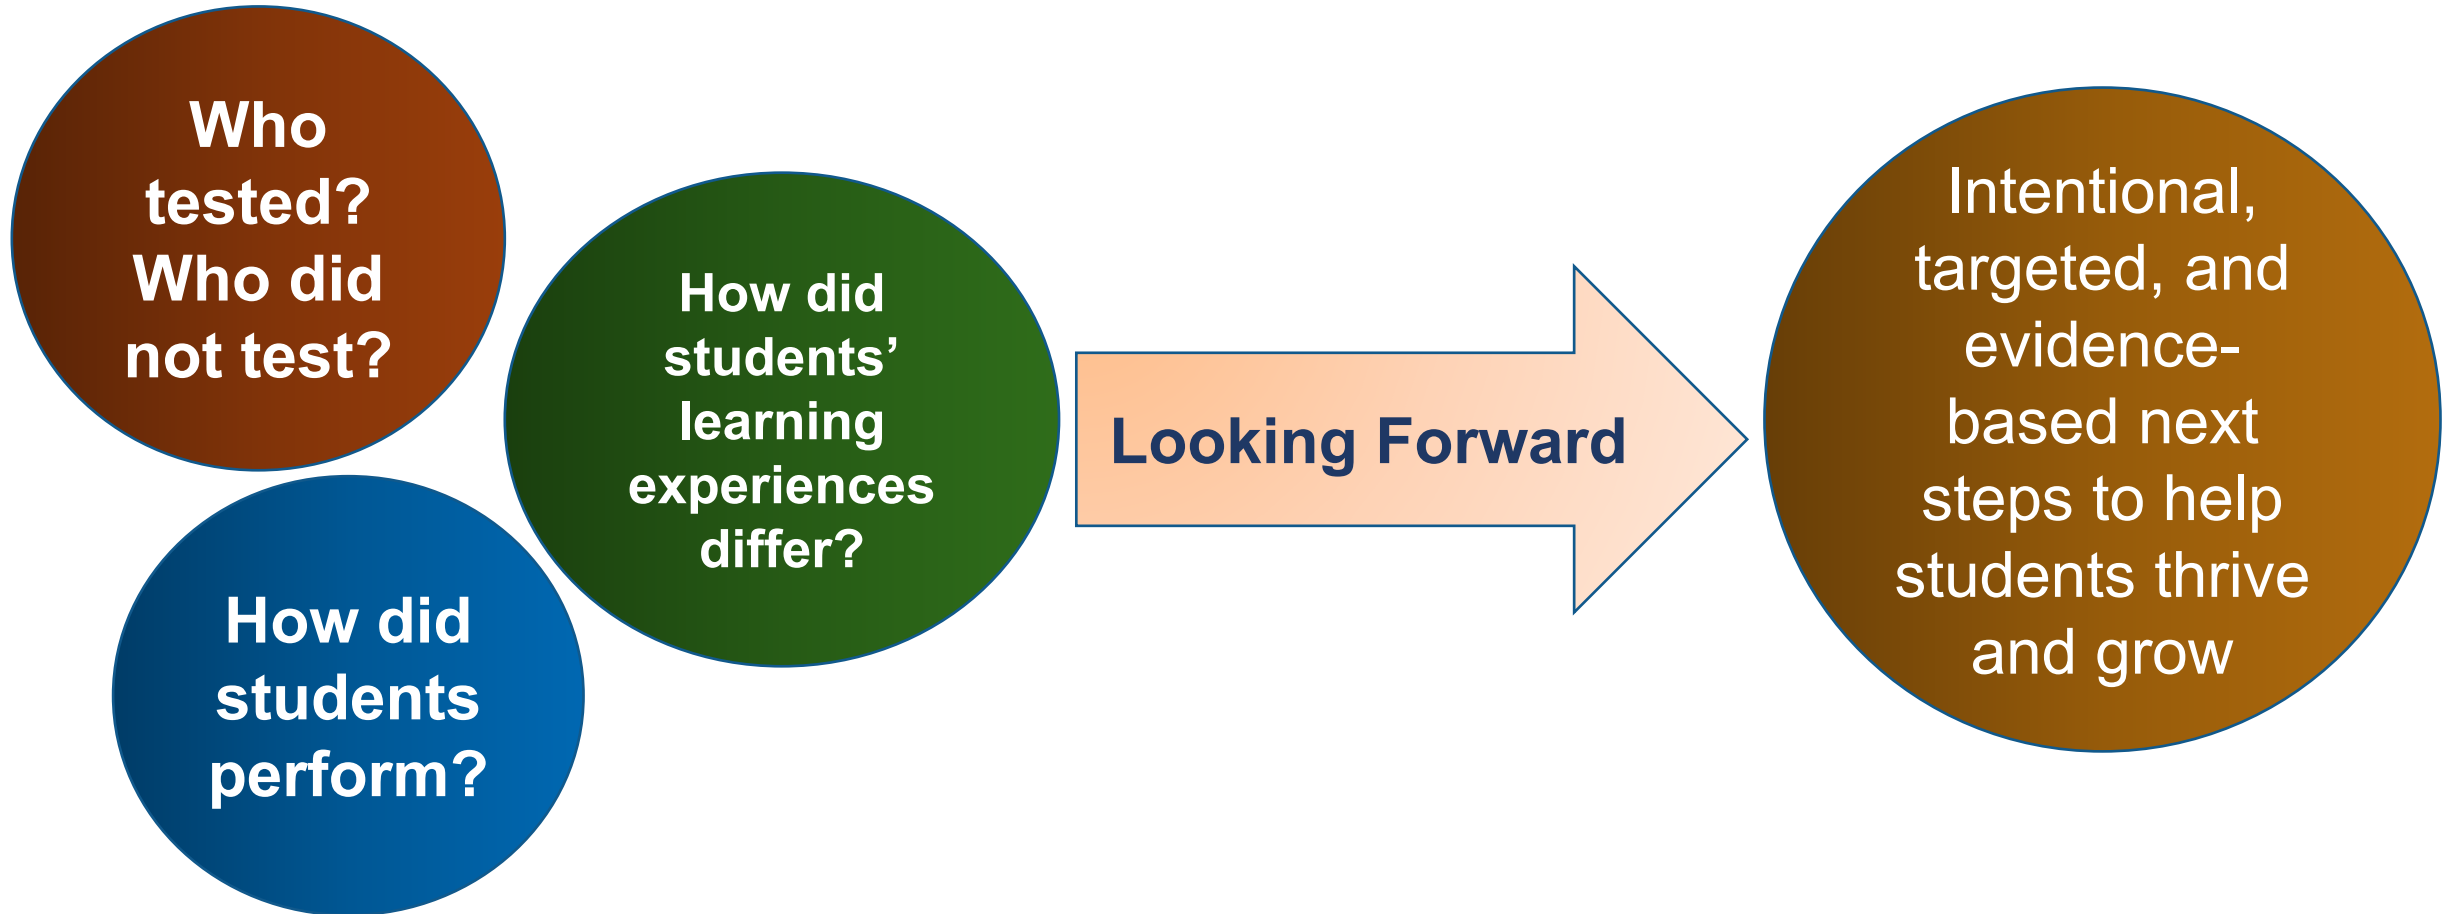 Who
tested?
Who did
not test?
How did
students
perform?
How did
students’
learning
experiences
differ?
Looking Forward
Intentional,
targeted, and
evidence-
based next
steps to help
students thrive
and grow